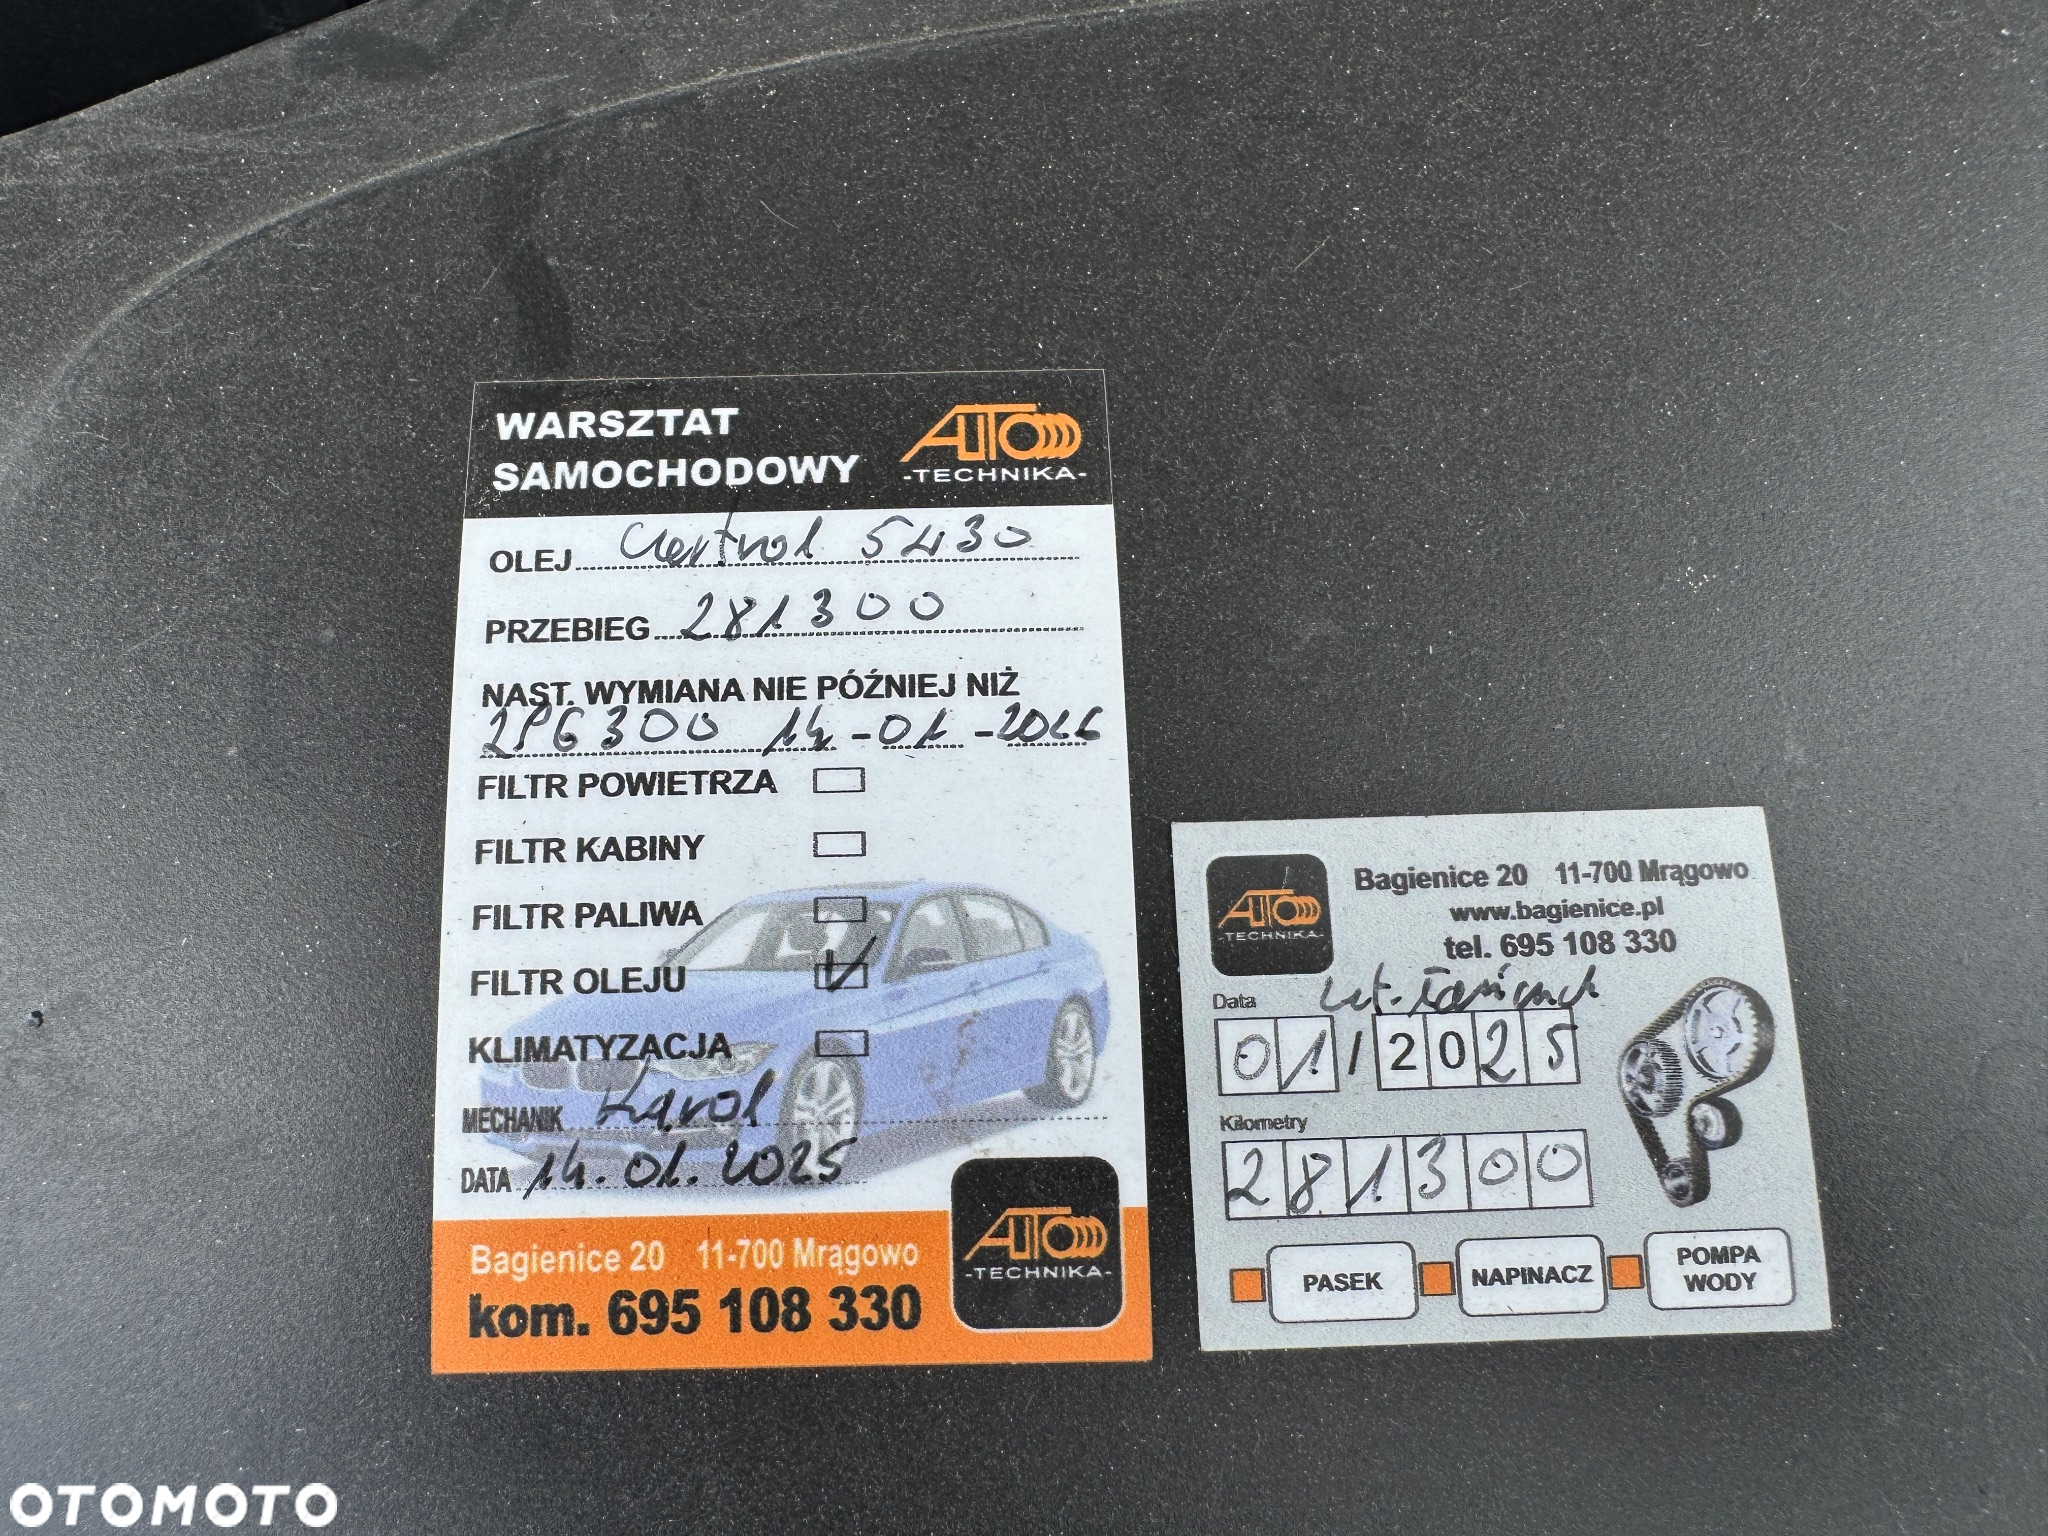 WARSZTAT
SAMOCHODOWY
AUTO
-TECHNIKA-
OLEJ 5W30
PRZEBIEG 281300
NAST. WYMIANA NIE PÓŹNIEJ NIŻ
296300 14-01-2026
FILTR POWIETRZA
FILTR KABINY
FILTR PALIWA
FILTR OLEJU
KLIMATYZACJA
MECHANIK Karol
DATA 14.01.2025
Bagienice 20 11-700 Mrągowo
kom. 695 108 330
AUTO
-TECHNIKA-
AUTO
-TECHNIKA-
Bagienice 20 11-700 Mrągowo
www.bagienice.pl
tel. 695 108 330
Data
01/2025
Kilometry
281300
PASEK
NAPINACZ
POMPA
WODY
OTOMOTO